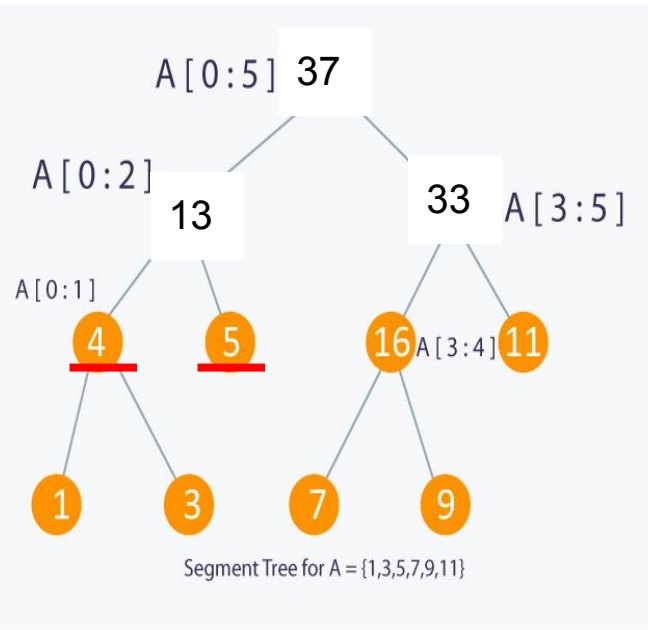 A[0:5] 37
A[0:2]
13
33 A[3:5]
A[0:1]
4 5 16 A[3:4] 11
1 3 7 9
Segment Tree for A = {1,3,5,7,9,11}